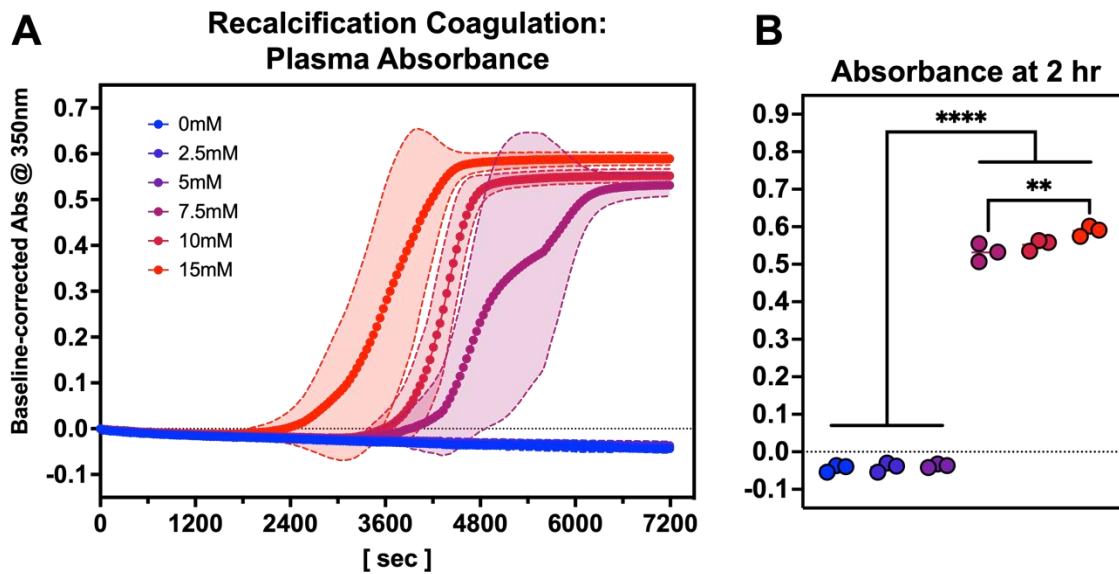 A
Recalcification Coagulation:
Plasma Absorbance
Baseline-corrected Abs @ 350nm
0.7
0.6
0.5
0.4
0.3
0.2
0.1
0.0
-0.1
0mM
2.5mM
5mM
7.5mM
10mM
15mM
0
1200
2400
3600
4800
6000
7200
[ sec ]
B
Absorbance at 2 hr
0.9
0.8
0.7
0.6
0.5
0.4
0.3
0.2
0.1
0.0
-0.1
****
**